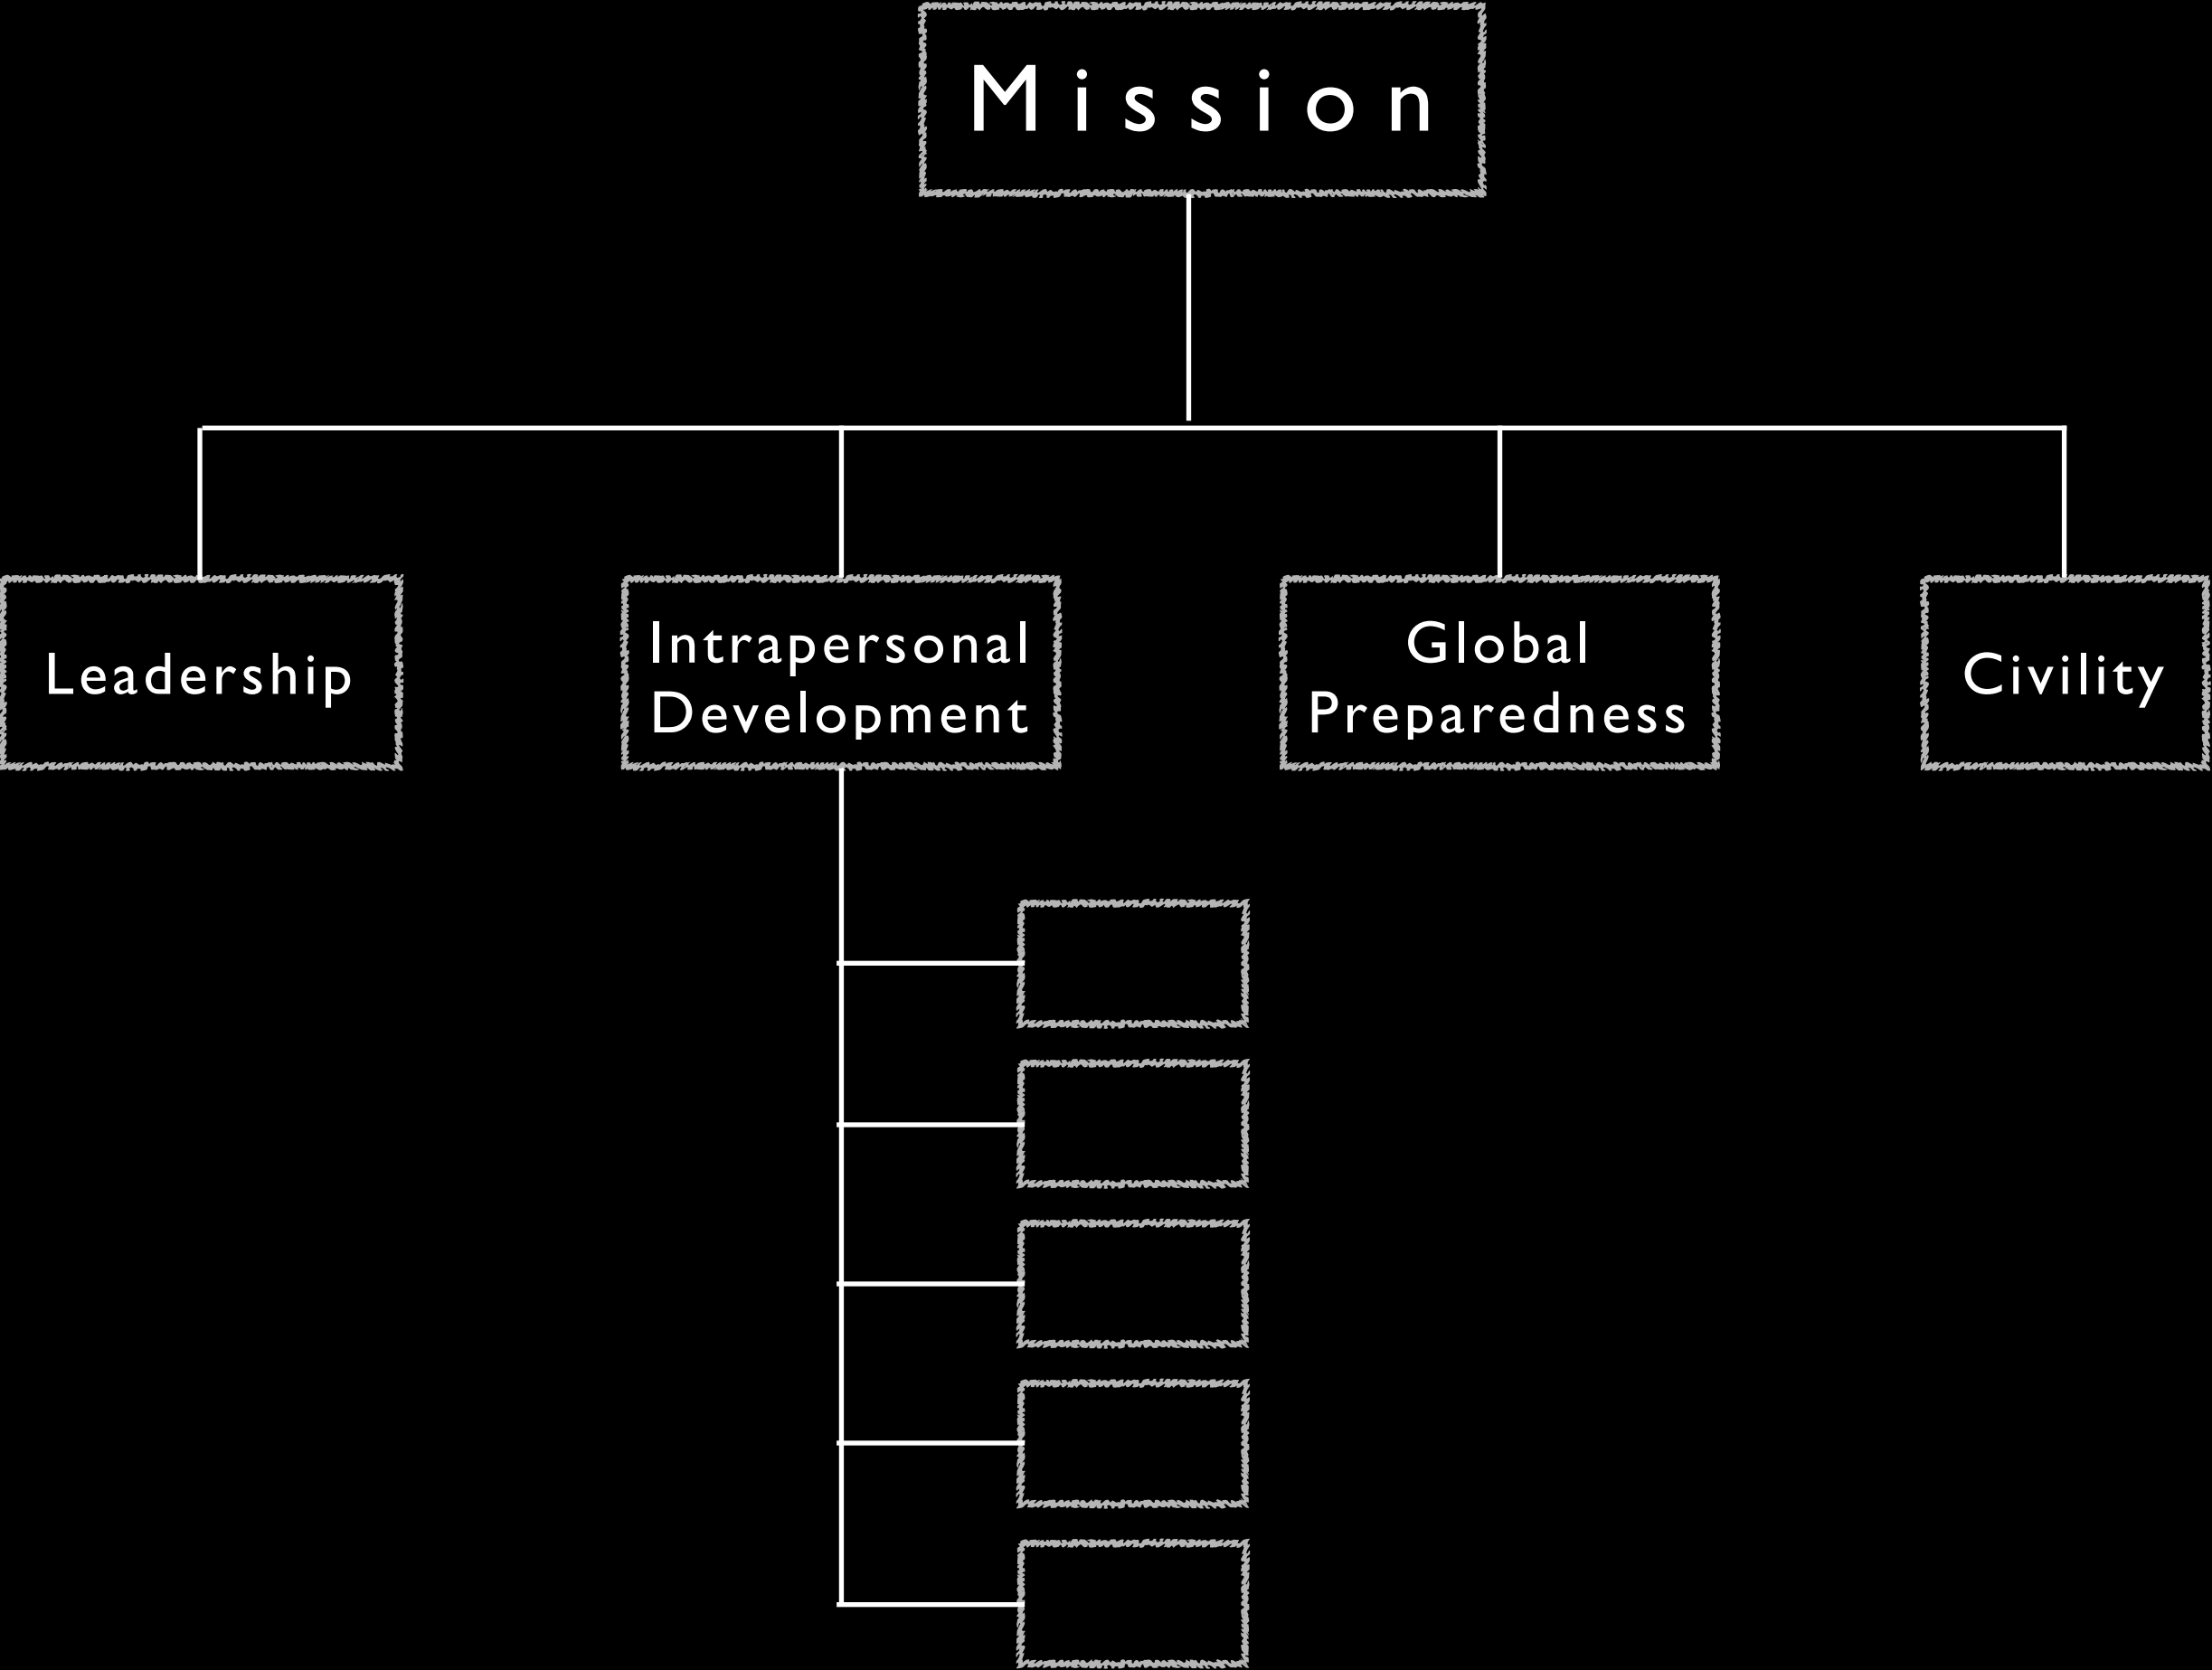 Mission
Leadership
Intrapersonal
Development
Global
Preparedness
Civility